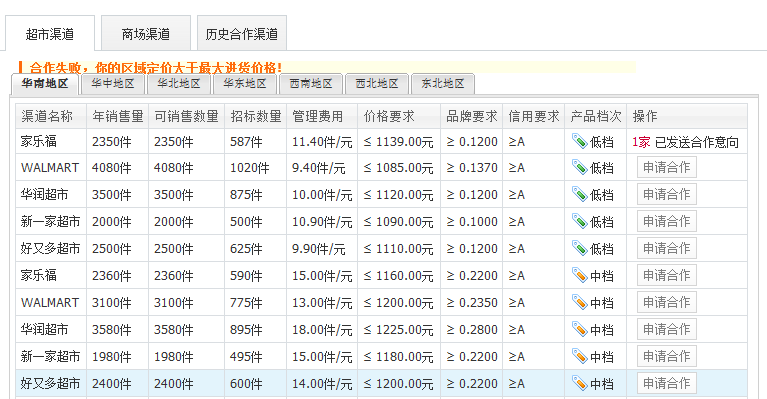 超市渠道 商场渠道 历史合作渠道
合作失败，你的区域定价大于最大进货价格！
华南地区 华中地区 华北地区 华东地区 西南地区 西北地区 东北地区
渠道名称 年销售量 可销售数量 招标数量 管理费用 价格要求 品牌要求 信用要求 产品档次 操作
家乐福 2350件 2350件 587件 11.40件/元 ≤ 1139.00元 ≥ 0.1200 ≥A 低档 1家 已发送合作意向
WALMART 4080件 4080件 1020件 9.40件/元 ≤ 1085.00元 ≥ 0.1370 ≥A 低档 申请合作
华润超市 3500件 3500件 875件 10.00件/元 ≤ 1120.00元 ≥ 0.1200 ≥A 低档 申请合作
新一家超市 2000件 2000件 500件 10.90件/元 ≤ 1090.00元 ≥ 0.1000 ≥A 低档 申请合作
好又多超市 2500件 2500件 625件 9.90件/元 ≤ 1110.00元 ≥ 0.1200 ≥A 低档 申请合作
家乐福 2360件 2360件 590件 15.00件/元 ≤ 1160.00元 ≥ 0.2200 ≥A 中档 申请合作
WALMART 3100件 3100件 775件 13.00件/元 ≤ 1200.00元 ≥ 0.2350 ≥A 中档 申请合作
华润超市 3580件 3580件 895件 18.00件/元 ≤ 1225.00元 ≥ 0.2800 ≥A 中档 申请合作
新一家超市 1980件 1980件 495件 15.00件/元 ≤ 1180.00元 ≥ 0.2200 ≥A 中档 申请合作
好又多超市 2400件 2400件 600件 14.00件/元 ≤ 1200.00元 ≥ 0.2200 ≥A 中档 申请合作